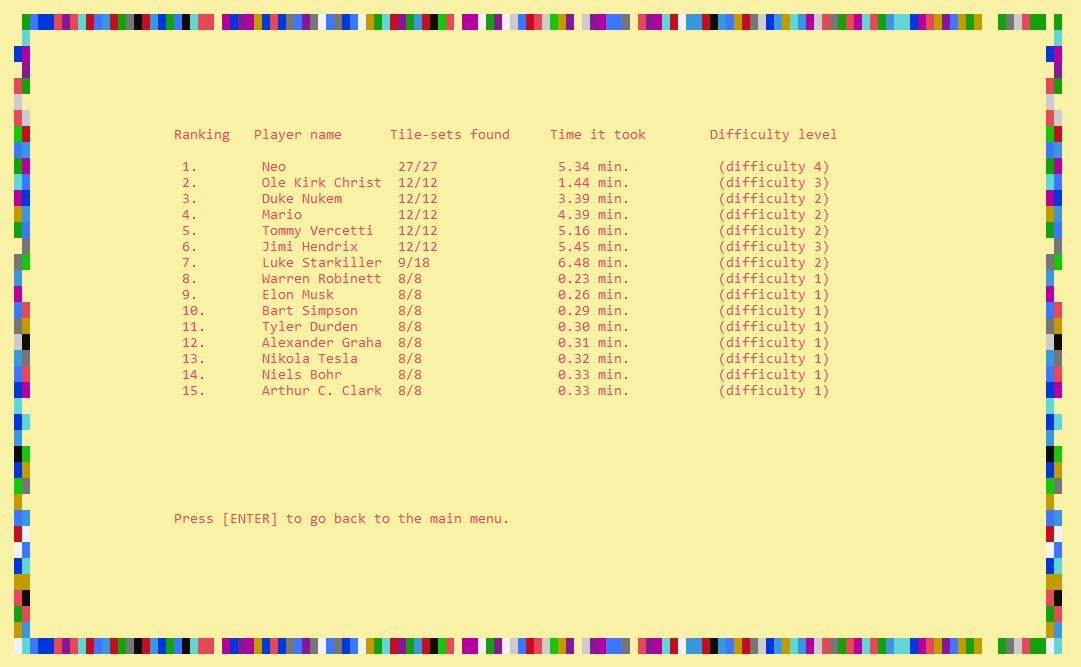 Ranking Player name Tile-sets found Time it took Difficulty level
1. Neo 27/27 5.34 min. (difficulty 4)
2. Ole Kirk Christ 12/12 1.44 min. (difficulty 3)
3. Duke Nukem 12/12 3.39 min. (difficulty 2)
4. Mario 12/12 4.39 min. (difficulty 2)
5. Tommy Vercetti 12/12 5.16 min. (difficulty 2)
6. Jimi Hendrix 12/12 5.45 min. (difficulty 3)
7. Luke Starkiller 9/18 6.48 min. (difficulty 2)
8. Warren Robinett 8/8 0.23 min. (difficulty 1)
9. Elon Musk 8/8 0.26 min. (difficulty 1)
10. Bart Simpson 8/8 0.29 min. (difficulty 1)
11. Tyler Durden 8/8 0.30 min. (difficulty 1)
12. Alexander Graha 8/8 0.31 min. (difficulty 1)
13. Nikola Tesla 8/8 0.32 min. (difficulty 1)
14. Niels Bohr 8/8 0.33 min. (difficulty 1)
15. Arthur C. Clark 8/8 0.33 min. (difficulty 1)
Press [ENTER] to go back to the main menu.